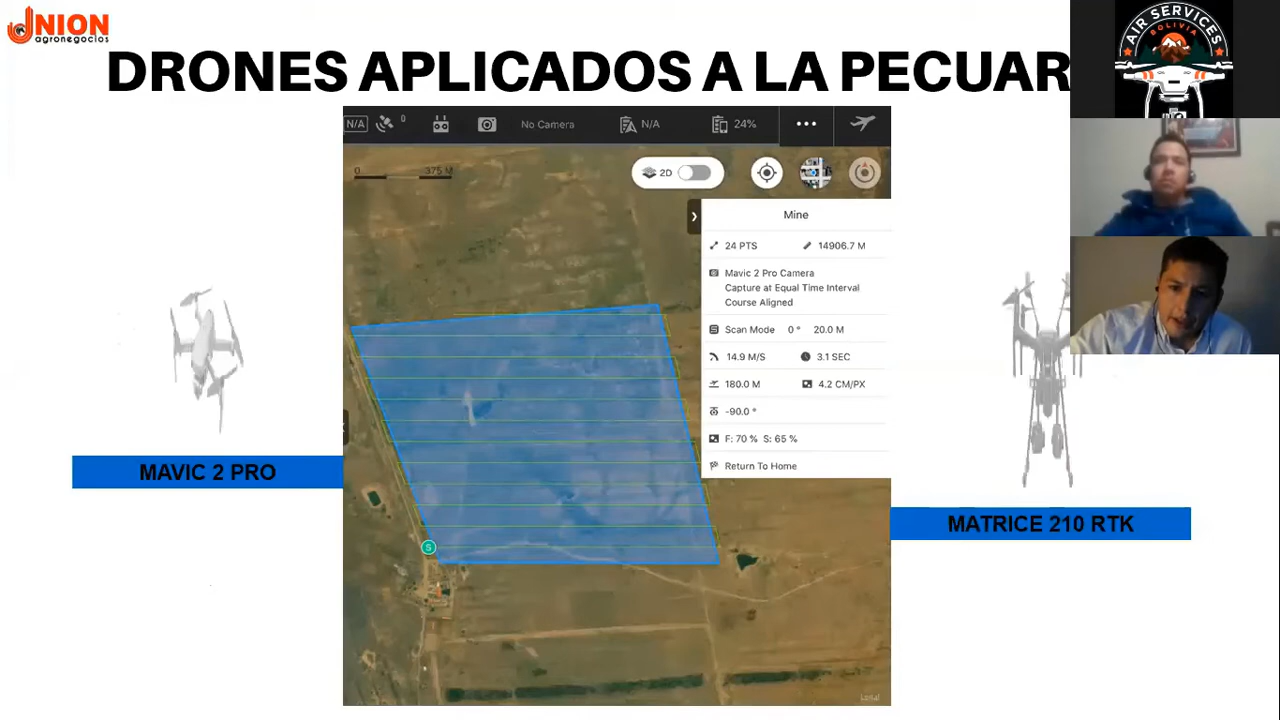 UNION
agronegocios
DRONES APLICADOS A LA PECUAR
AIR SERVICES
BOLIVIA
N/A
0
No Camera
N/A
24%
0 375 M
2D
Mine
24 PTS 14906.7 M
Mavic 2 Pro Camera
Capture at Equal Time Interval
Course Aligned
Scan Mode 0° 20.0 M
14.9 M/S 3.1 SEC
180.0 M 4.2 CM/PX
-90.0 °
F: 70 % S: 65 %
Return To Home
S
MAVIC 2 PRO
MATRICE 210 RTK
Legal